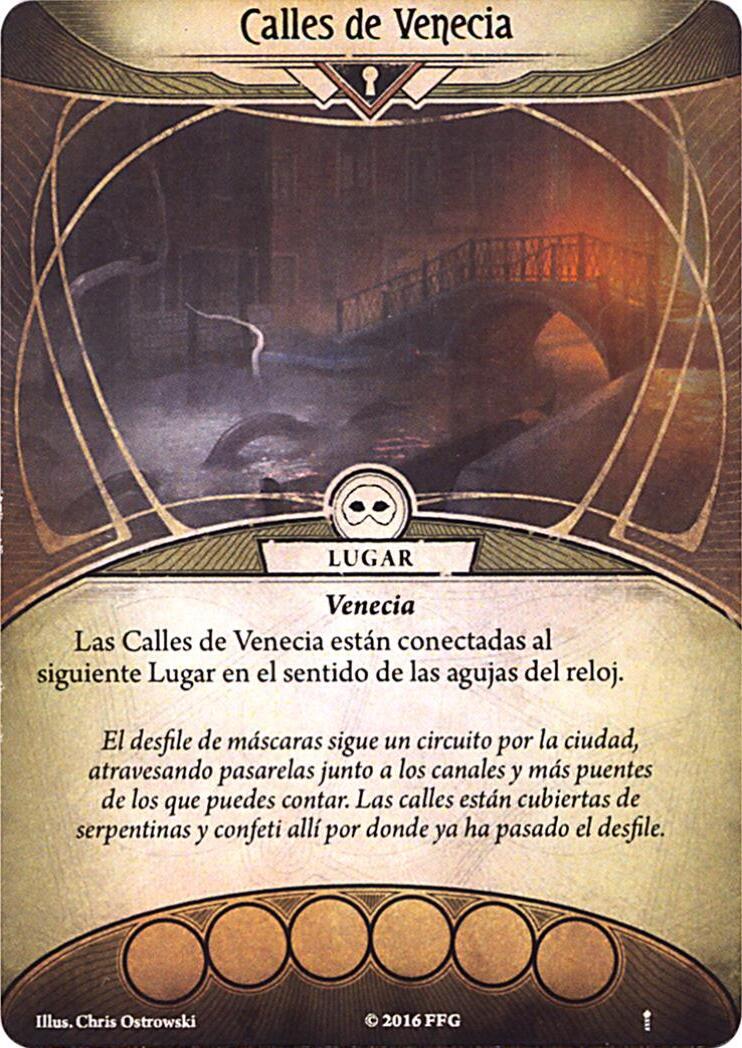 Calles de Venecia
LUGAR
Venecia
Las Calles de Venecia están conectadas al
siguiente Lugar en el sentido de las agujas del reloj.
El desfile de máscaras sigue un circuito por la ciudad,
atravesando pasarelas junto a los canales y más puentes
de los que puedes contar. Las calles están cubiertas de
serpentinas y confeti allí por donde ya ha pasado el desfile.
Illus. Chris Ostrowski
© 2016 FFG